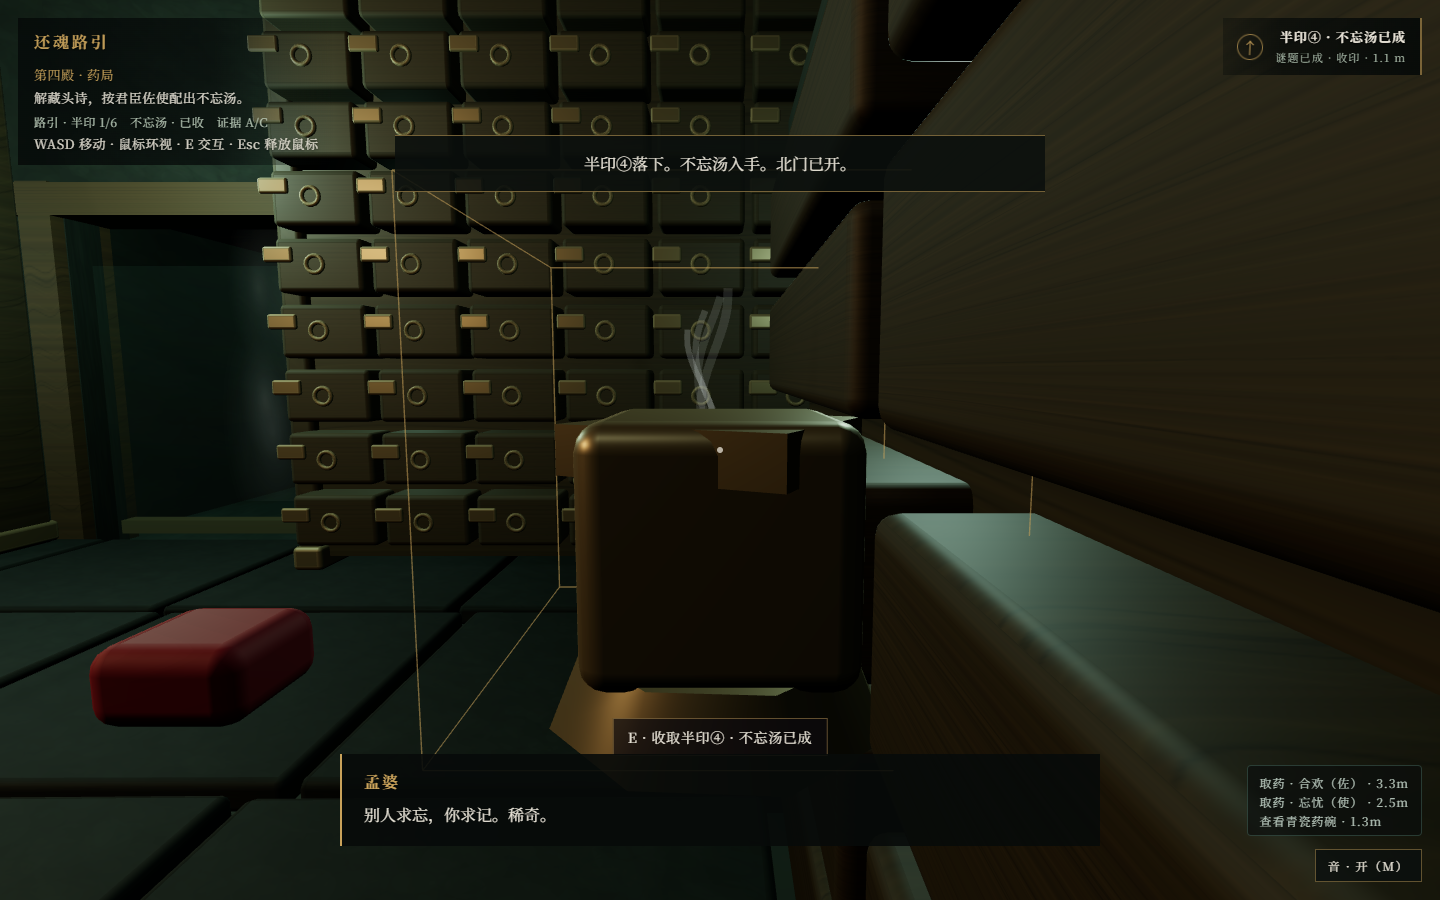 还魂路引
第四殿 · 药局
解藏头诗，按君臣佐使配出不忘汤。
路引 · 半印 1/6　不忘汤 · 已收　证据 A/C
WASD 移动 · 鼠标环视 · E 交互 · Esc 释放鼠标
半印④ · 不忘汤已成
谜题已成 · 收印 · 1.1 m
半印④落下。不忘汤入手。北门已开。
E · 收取半印④ · 不忘汤已成
孟婆
别人求忘，你求记。稀奇。
取药 · 合欢（佐） · 3.3m
取药 · 忘忧（使） · 2.5m
查看青瓷药碗 · 1.3m
音 · 开（M）